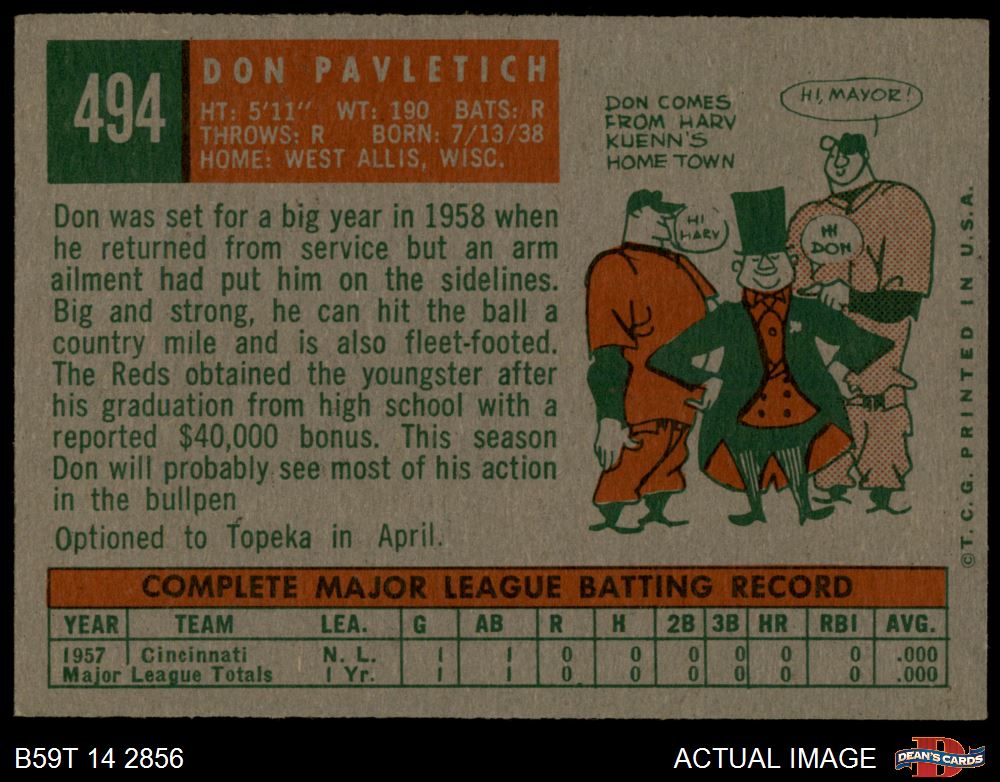 494
DON PAVLETICH
HT: 5'11" WT: 190 BATS: R
THROWS: R BORN: 7/13/38
HOME: WEST ALLIS, WISC.
Don was set for a big year in 1958 when
he returned from service but an arm
ailment had put him on the sidelines.
Big and strong, he can hit the ball a
country mile and is also fleet-footed.
The Reds obtained the youngster after
his graduation from high school with a
reported $40,000 bonus. This season
Don will probably see most of his action
in the bullpen
Optioned to Topeka in April.
DON COMES
FROM HARV
KUENN'S
HOME TOWN
HI, MAYOR!
HI
HARV
HI
DON
©T.C.G. PRINTED IN U.S.A.
COMPLETE MAJOR LEAGUE BATTING RECORD
YEAR TEAM LEA. G AB R H 2B 3B HR RBI AVG.
1957 Cincinnati N. L. 1 1 0 0 0 0 0 0 .000
Major League Totals 1 Yr. 1 1 0 0 0 0 0 0 .000
B59T 14 2856
ACTUAL IMAGE
DEAN'S CARDS